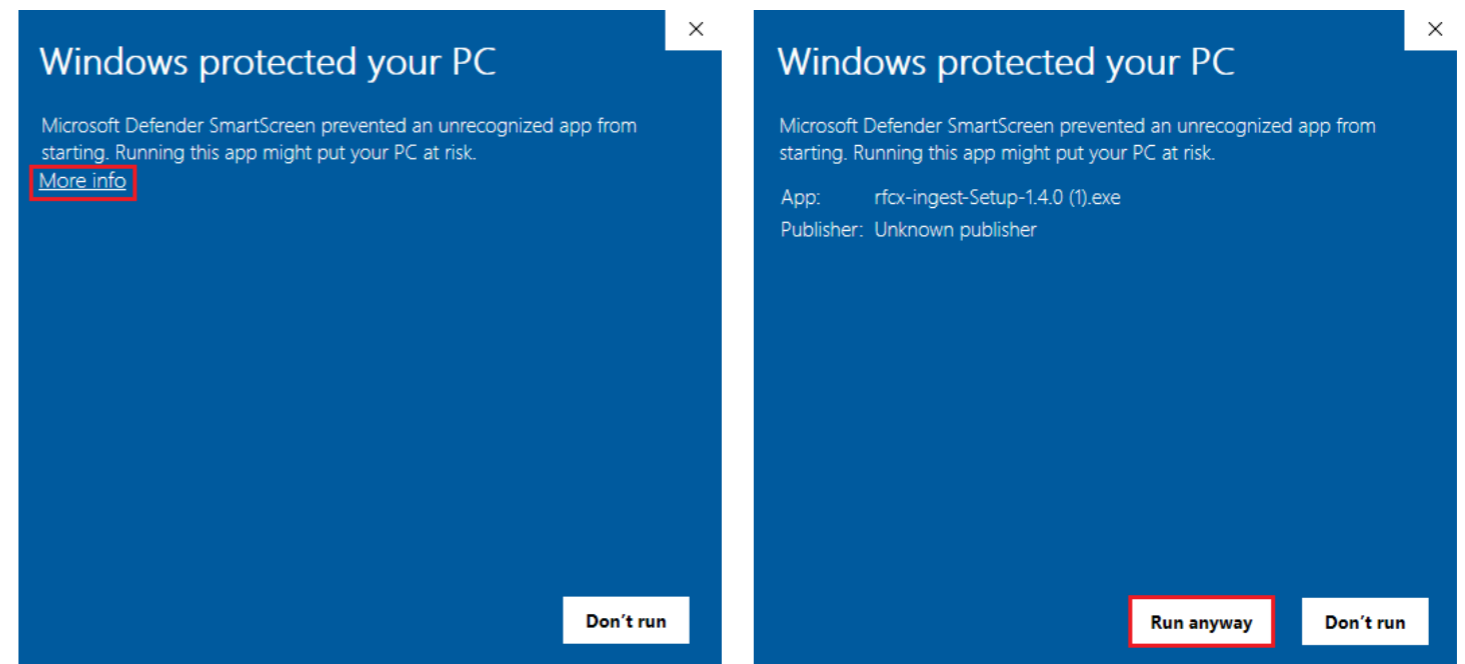 Windows protected your PC
Microsoft Defender SmartScreen prevented an unrecognized app from
starting. Running this app might put your PC at risk.
More info
Don't run
Windows protected your PC
Microsoft Defender SmartScreen prevented an unrecognized app from
starting. Running this app might put your PC at risk.
App: rfcx-ingest-Setup-1.4.0 (1).exe
Publisher: Unknown publisher
Run anyway Don't run